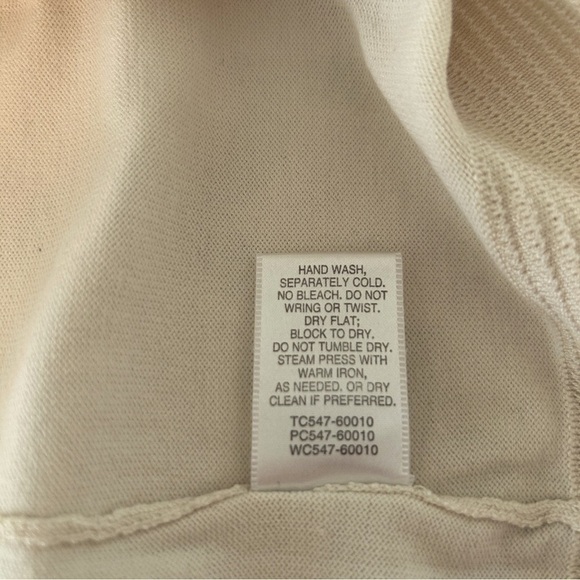 HAND WASH,
SEPARATELY COLD.
NO BLEACH. DO NOT
WRING OR TWIST.
DRY FLAT;
BLOCK TO DRY.
DO NOT TUMBLE DRY.
STEAM PRESS WITH
WARM IRON,
AS NEEDED. OR DRY
CLEAN IF PREFERRED.
TC547-60010
PC547-60010
WC547-60010